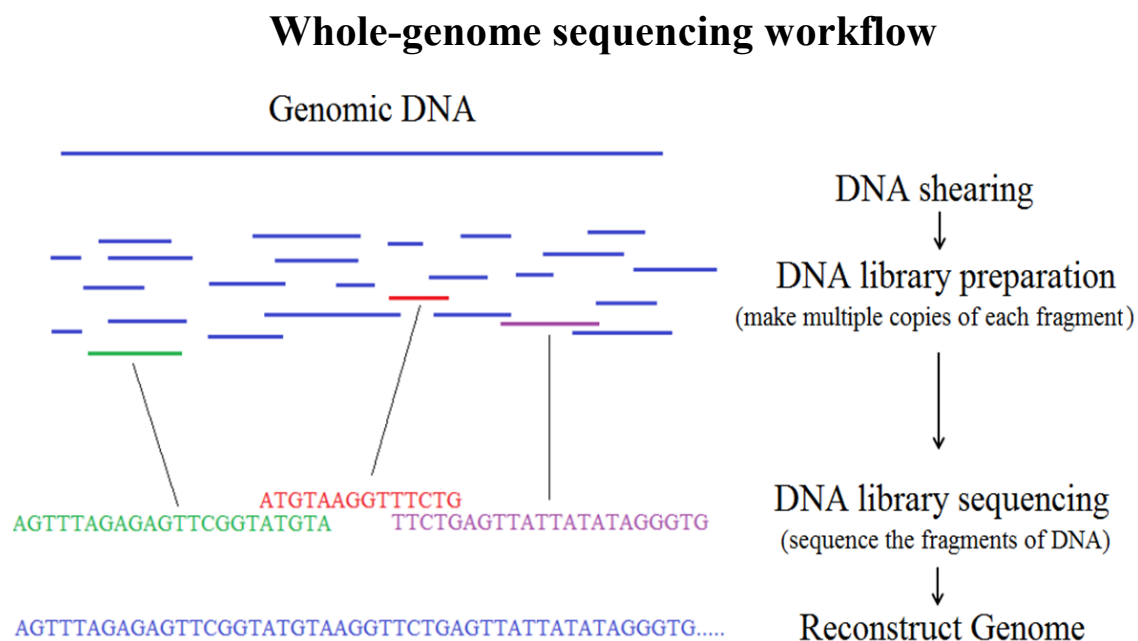 Whole-genome sequencing workflow
Genomic DNA
DNA shearing
DNA library preparation
(make multiple copies of each fragment)
ATGTAAGGTTTCTG
AGTTTAGAGAGTTCGGTATGTA
TTCTGAGTTATTATATAGGGTG
DNA library sequencing
(sequence the fragments of DNA)
AGTTTAGAGAGTTCGGTATGTAAGGTTCTGAGTTATTATATAGGGTG.....
Reconstruct Genome